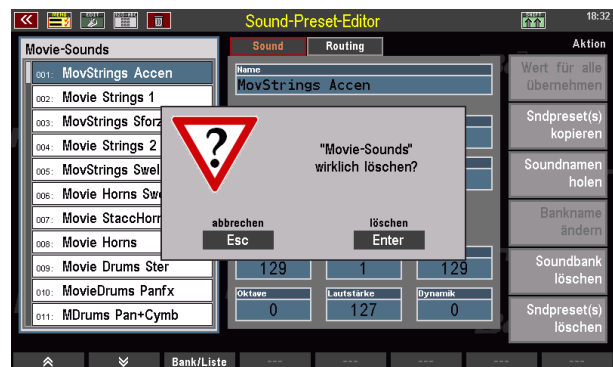 Sound-Preset-Editor
18:32
Movie-Sounds
Sound
Routing
Aktion
001: MovStrings Accen
002: Movie Strings 1
003: MovStrings Sforz
004: Movie Strings 2
005: MovStrings Swel
006: Movie Horns Swe
007: Movie StaccHorn
008: Movie Horns
009: Movie Drums Ster
010: MovieDrums Panfx
011: MDrums Pan+Cymb
Name
MovStrings Accen
"Movie-Sounds"
wirklich löschen?
abbrechen
Esc
löschen
Enter
129
1
129
Oktave
Lautstärke
Dynamik
0
127
0
Wert für alle
übernehmen
Sndpreset(s)
kopieren
Soundnamen
holen
Bankname
ändern
Soundbank
löschen
Sndpreset(s)
löschen
Bank/Liste
---
---
---
---
---